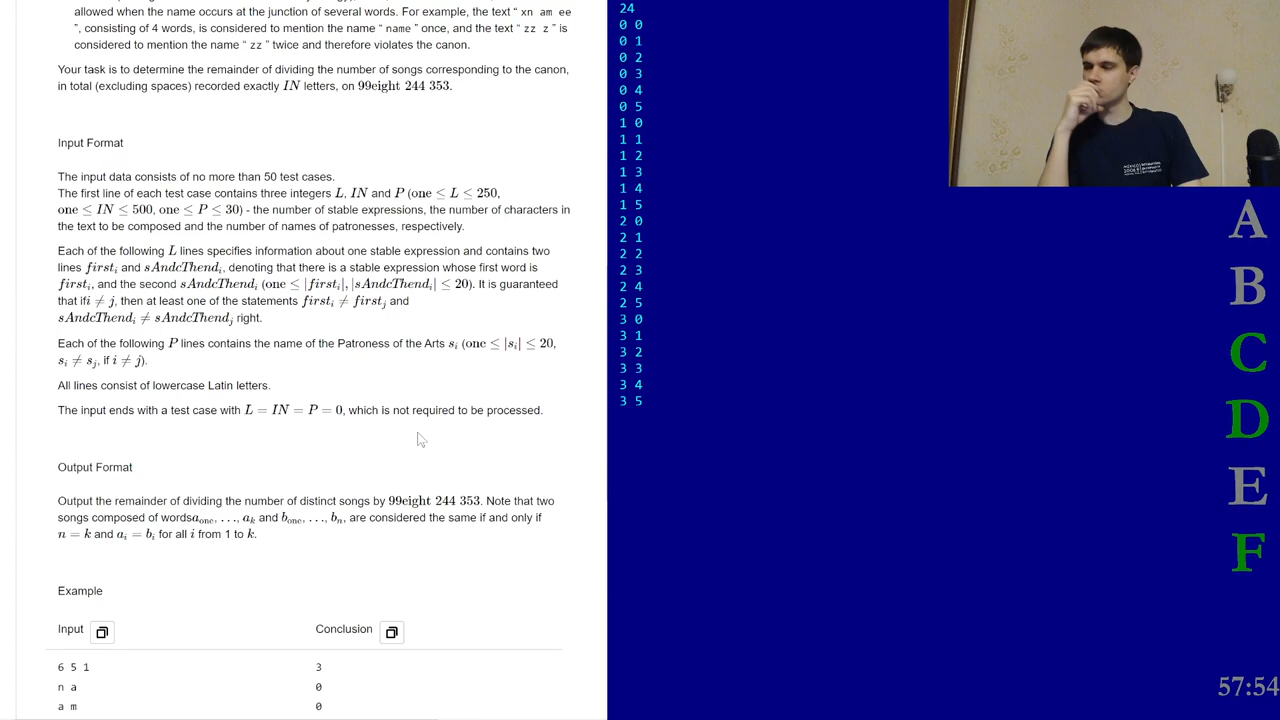 allowed when the name occurs at the junction of several words. For example, the text “ xn am ee
”, consisting of 4 words, is considered to mention the name “ name ” once, and the text “ zz z ” is
considered to mention the name “ zz ” twice and therefore violates the canon.
Your task is to determine the remainder of dividing the number of songs corresponding to the canon,
in total (excluding spaces) recorded exactly IN letters, on 99eight 244 353.
Input Format
The input data consists of no more than 50 test cases.
The first line of each test case contains three integers L, IN and P (one ≤ L ≤ 250,
one ≤ IN ≤ 500, one ≤ P ≤ 30) - the number of stable expressions, the number of characters in
the text to be composed and the number of names of patronesses, respectively.
Each of the following L lines specifies information about one stable expression and contains two
lines first_i and sAndcThend_i, denoting that there is a stable expression whose first word is
first_i, and the second sAndcThend_i (one ≤ |first_i|, |sAndcThend_i| ≤ 20). It is guaranteed
that ifi ≠ j, then at least one of the statements first_i ≠ first_j and
sAndcThend_i ≠ sAndcThend_j right.
Each of the following P lines contains the name of the Patroness of the Arts s_i (one ≤ |s_i| ≤ 20,
s_i ≠ s_j, if i ≠ j).
All lines consist of lowercase Latin letters.
The input ends with a test case with L = IN = P = 0, which is not required to be processed.
Output Format
Output the remainder of dividing the number of distinct songs by 99eight 244 353. Note that two
songs composed of wordsa_one, …, a_k and b_one, …, b_n, are considered the same if and only if
n = k and a_i = b_i for all i from 1 to k.
Example
Input Conclusion
6 5 1 3
n a 0
a m 0
24
0 0
0 1
0 2
0 3
0 4
0 5
1 0
1 1
1 2
1 3
1 4
1 5
2 0
2 1
2 2
2 3
2 4
2 5
3 0
3 1
3 2
3 3
3 4
3 5
A
B
C
D
E
F
57:54